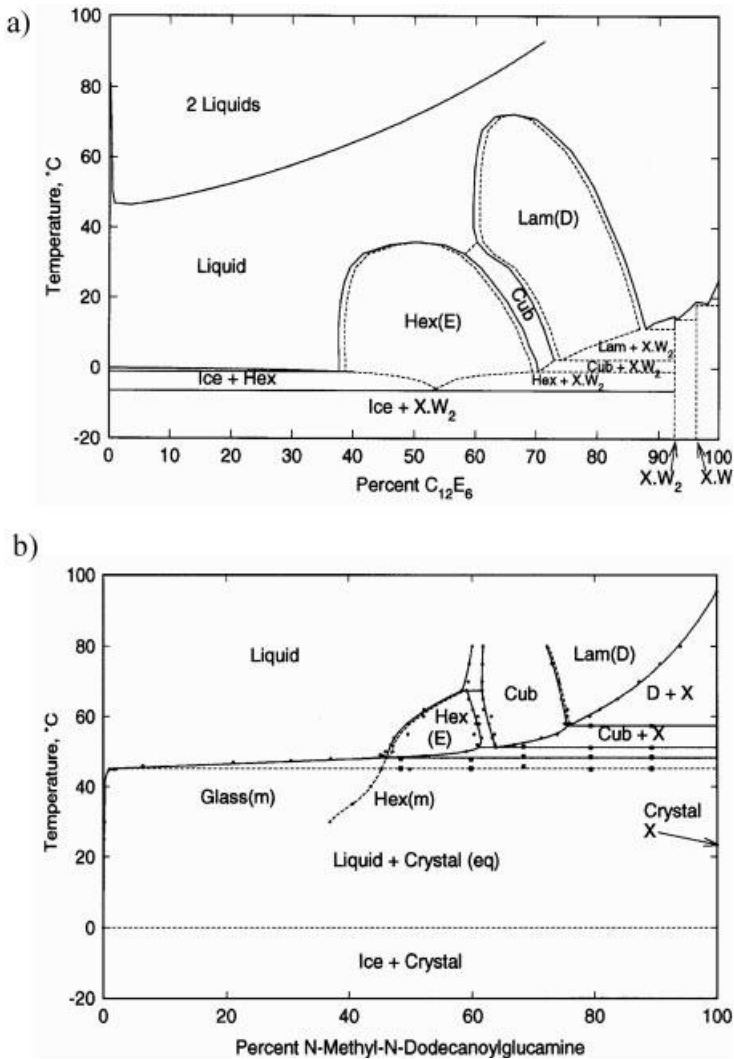 a)
100
80
60
40
20
0
-20
Temperature, °C
2 Liquids
Liquid
Lam(D)
Cub
Hex(E)
Lam + X.W₂
Cub + X.W₂
Hex + X.W₂
Ice + Hex
Ice + X.W₂
0 10 20 30 40 50 60 70 80 90 100
Percent C₁₂E₆
X.W₂ X.W
b)
100
80
60
40
20
0
-20
Temperature, °C
Liquid
Lam(D)
Cub
D + X
Hex
(E)
Cub + X
Glass(m)
Hex(m)
Crystal
X
Liquid + Crystal (eq)
Ice + Crystal
0 20 40 60 80 100
Percent N-Methyl-N-Dodecanoylglucamine